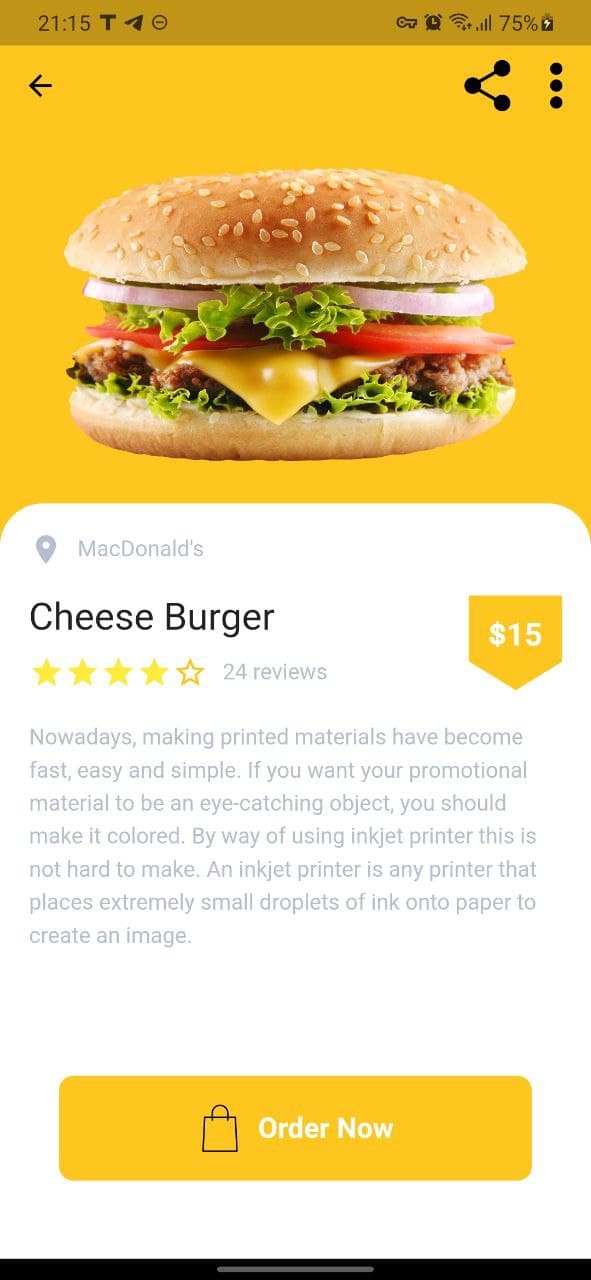 21:15 75%
MacDonald's
Cheese Burger
$15
24 reviews
Nowadays, making printed materials have become
fast, easy and simple. If you want your promotional
material to be an eye-catching object, you should
make it colored. By way of using inkjet printer this is
not hard to make. An inkjet printer is any printer that
places extremely small droplets of ink onto paper to
create an image.
Order Now